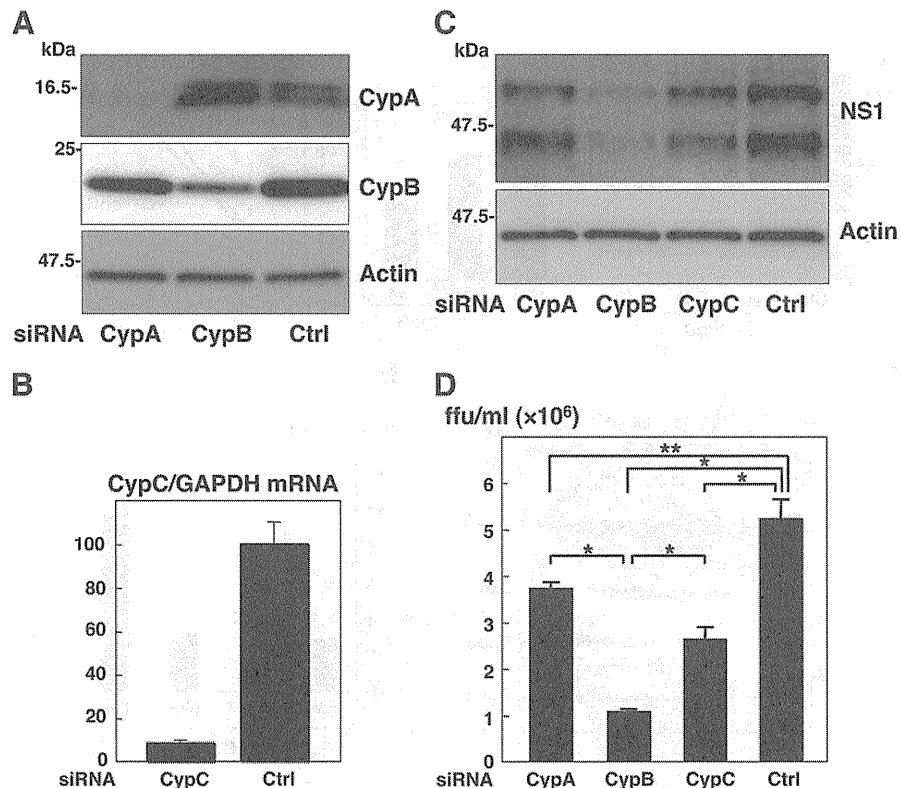 A
kDa
16.5-
CypA
25-
CypB
47.5-
Actin
siRNA CypA CypB Ctrl
B
CypC/GAPDH mRNA
100
80
60
40
20
0
siRNA CypC Ctrl
C
kDa
47.5-
NS1
47.5-
Actin
siRNA CypA CypB CypC Ctrl
D
ffu/ml (×10⁶)
**
*
*
* *
6
5
4
3
2
1
0
siRNA CypA CypB CypC Ctrl